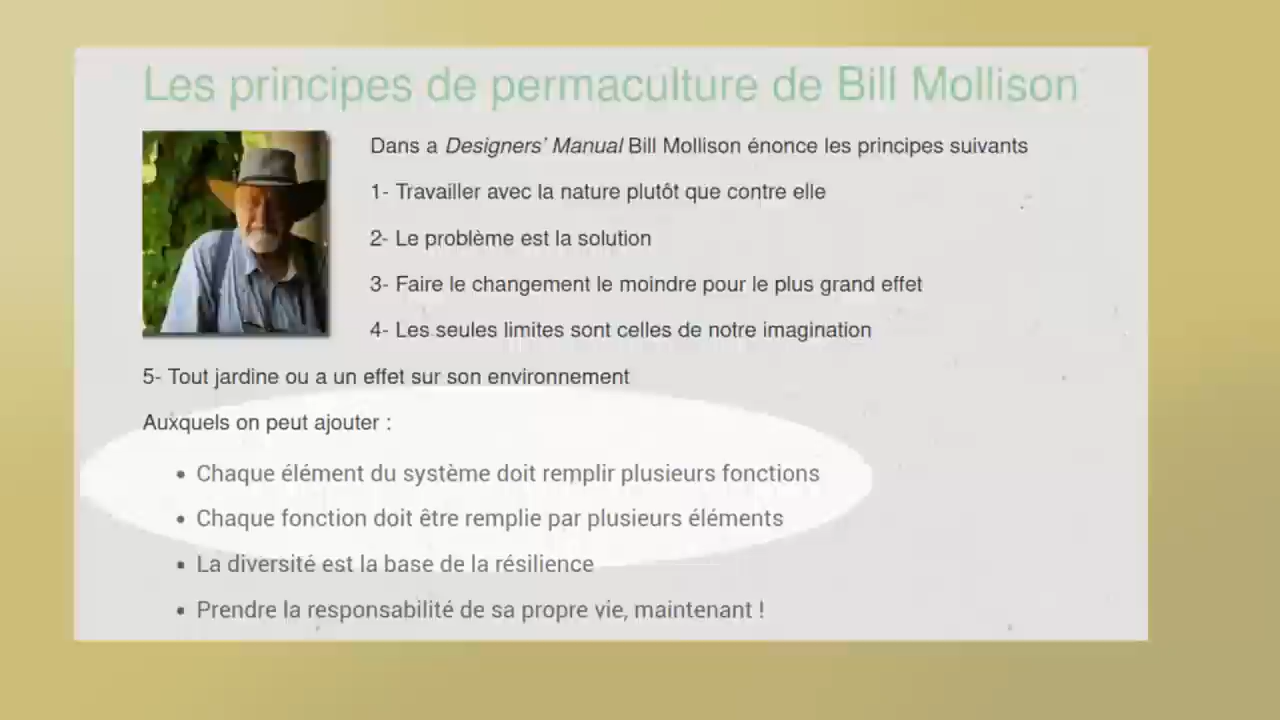 Les principes de permaculture de Bill Mollison
Dans a Designers' Manual Bill Mollison énonce les principes suivants
1- Travailler avec la nature plutôt que contre elle
2- Le problème est la solution
3- Faire le changement le moindre pour le plus grand effet
4- Les seules limites sont celles de notre imagination
5- Tout jardine ou a un effet sur son environnement
Auxquels on peut ajouter :
• Chaque élément du système doit remplir plusieurs fonctions
• Chaque fonction doit être remplie par plusieurs éléments
• La diversité est la base de la résilience
• Prendre la responsabilité de sa propre vie, maintenant !